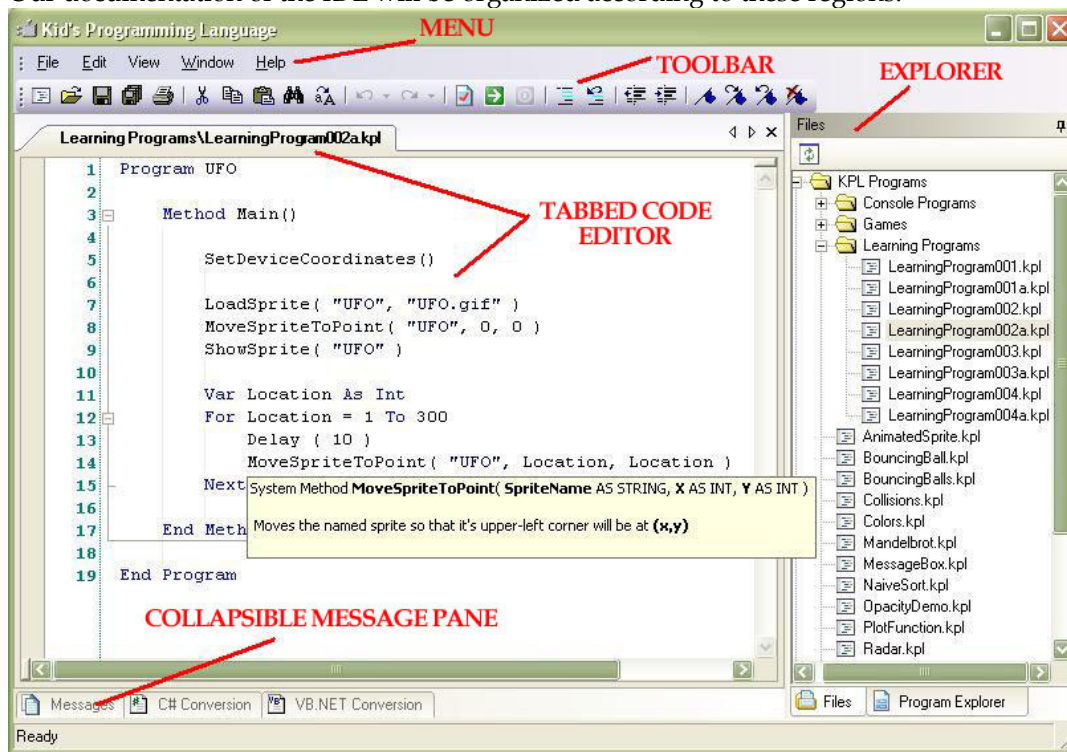 Our documentation of the IDE will be organized according to these regions.
Kid's Programming Language
MENU
File Edit View Window Help
TOOLBAR
EXPLORER
Learning Programs\LearningProgram002a.kpl
Files
1 Program UFO
2
3 Method Main()
4
5 SetDeviceCoordinates()
6
7 LoadSprite( "UFO", "UFO.gif" )
8 MoveSpriteToPoint( "UFO", 0, 0 )
9 ShowSprite( "UFO" )
10
11 Var Location As Int
12 For Location = 1 To 300
13 Delay ( 10 )
14 MoveSpriteToPoint( "UFO", Location, Location )
15 Next
16
17 End Meth
18
19 End Program
TABBED CODE
EDITOR
System Method MoveSpriteToPoint( SpriteName AS STRING, X AS INT, Y AS INT )
Moves the named sprite so that it's upper-left corner will be at (x,y)
COLLAPSIBLE MESSAGE PANE
KPL Programs
Console Programs
Games
Learning Programs
LearningProgram001.kpl
LearningProgram001a.kpl
LearningProgram002.kpl
LearningProgram002a.kpl
LearningProgram003.kpl
LearningProgram003a.kpl
LearningProgram004.kpl
LearningProgram004a.kpl
AnimatedSprite.kpl
BouncingBall.kpl
BouncingBalls.kpl
Collisions.kpl
Colors.kpl
Mandelbrot.kpl
MessageBox.kpl
NaiveSort.kpl
OpacityDemo.kpl
PlotFunction.kpl
Radar.kpl
Messages C# Conversion VB.NET Conversion
Files Program Explorer
Ready